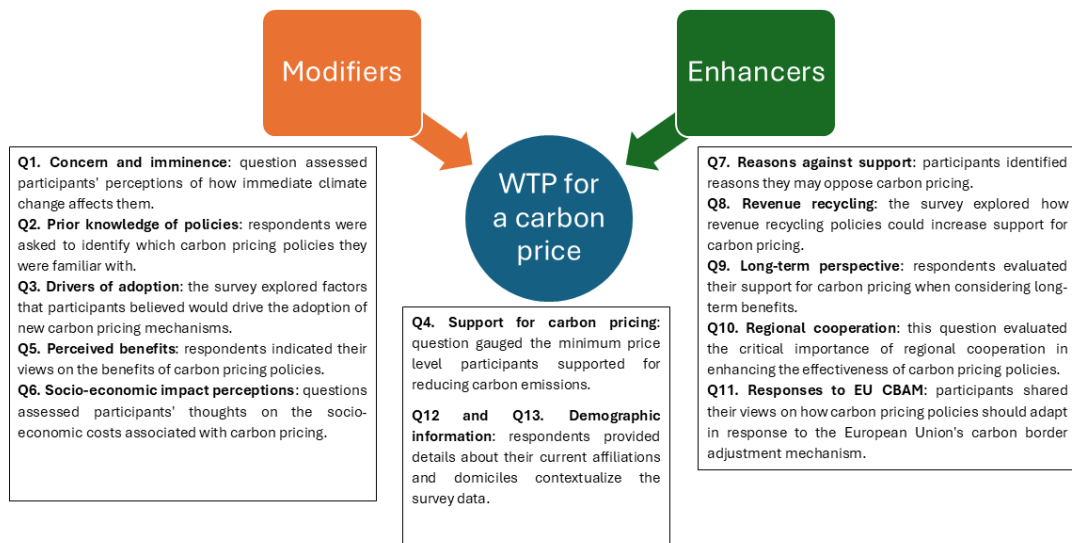 Modifiers
Enhancers
WTP for
a carbon
price
Q1. Concern and imminence: question assessed
participants' perceptions of how immediate climate
change affects them.
Q2. Prior knowledge of policies: respondents were
asked to identify which carbon pricing policies they
were familiar with.
Q3. Drivers of adoption: the survey explored factors
that participants believed would drive the adoption of
new carbon pricing mechanisms.
Q5. Perceived benefits: respondents indicated their
views on the benefits of carbon pricing policies.
Q6. Socio-economic impact perceptions: questions
assessed participants' thoughts on the socio-
economic costs associated with carbon pricing.
Q4. Support for carbon pricing:
question gauged the minimum price
level participants supported for
reducing carbon emissions.
Q12 and Q13. Demographic
information: respondents provided
details about their current affiliations
and domiciles contextualize the
survey data.
Q7. Reasons against support: participants identified
reasons they may oppose carbon pricing.
Q8. Revenue recycling: the survey explored how
revenue recycling policies could increase support for
carbon pricing.
Q9. Long-term perspective: respondents evaluated
their support for carbon pricing when considering long-
term benefits.
Q10. Regional cooperation: this question evaluated
the critical importance of regional cooperation in
enhancing the effectiveness of carbon pricing policies.
Q11. Responses to EU CBAM: participants shared
their views on how carbon pricing policies should adapt
in response to the European Union's carbon border
adjustment mechanism.